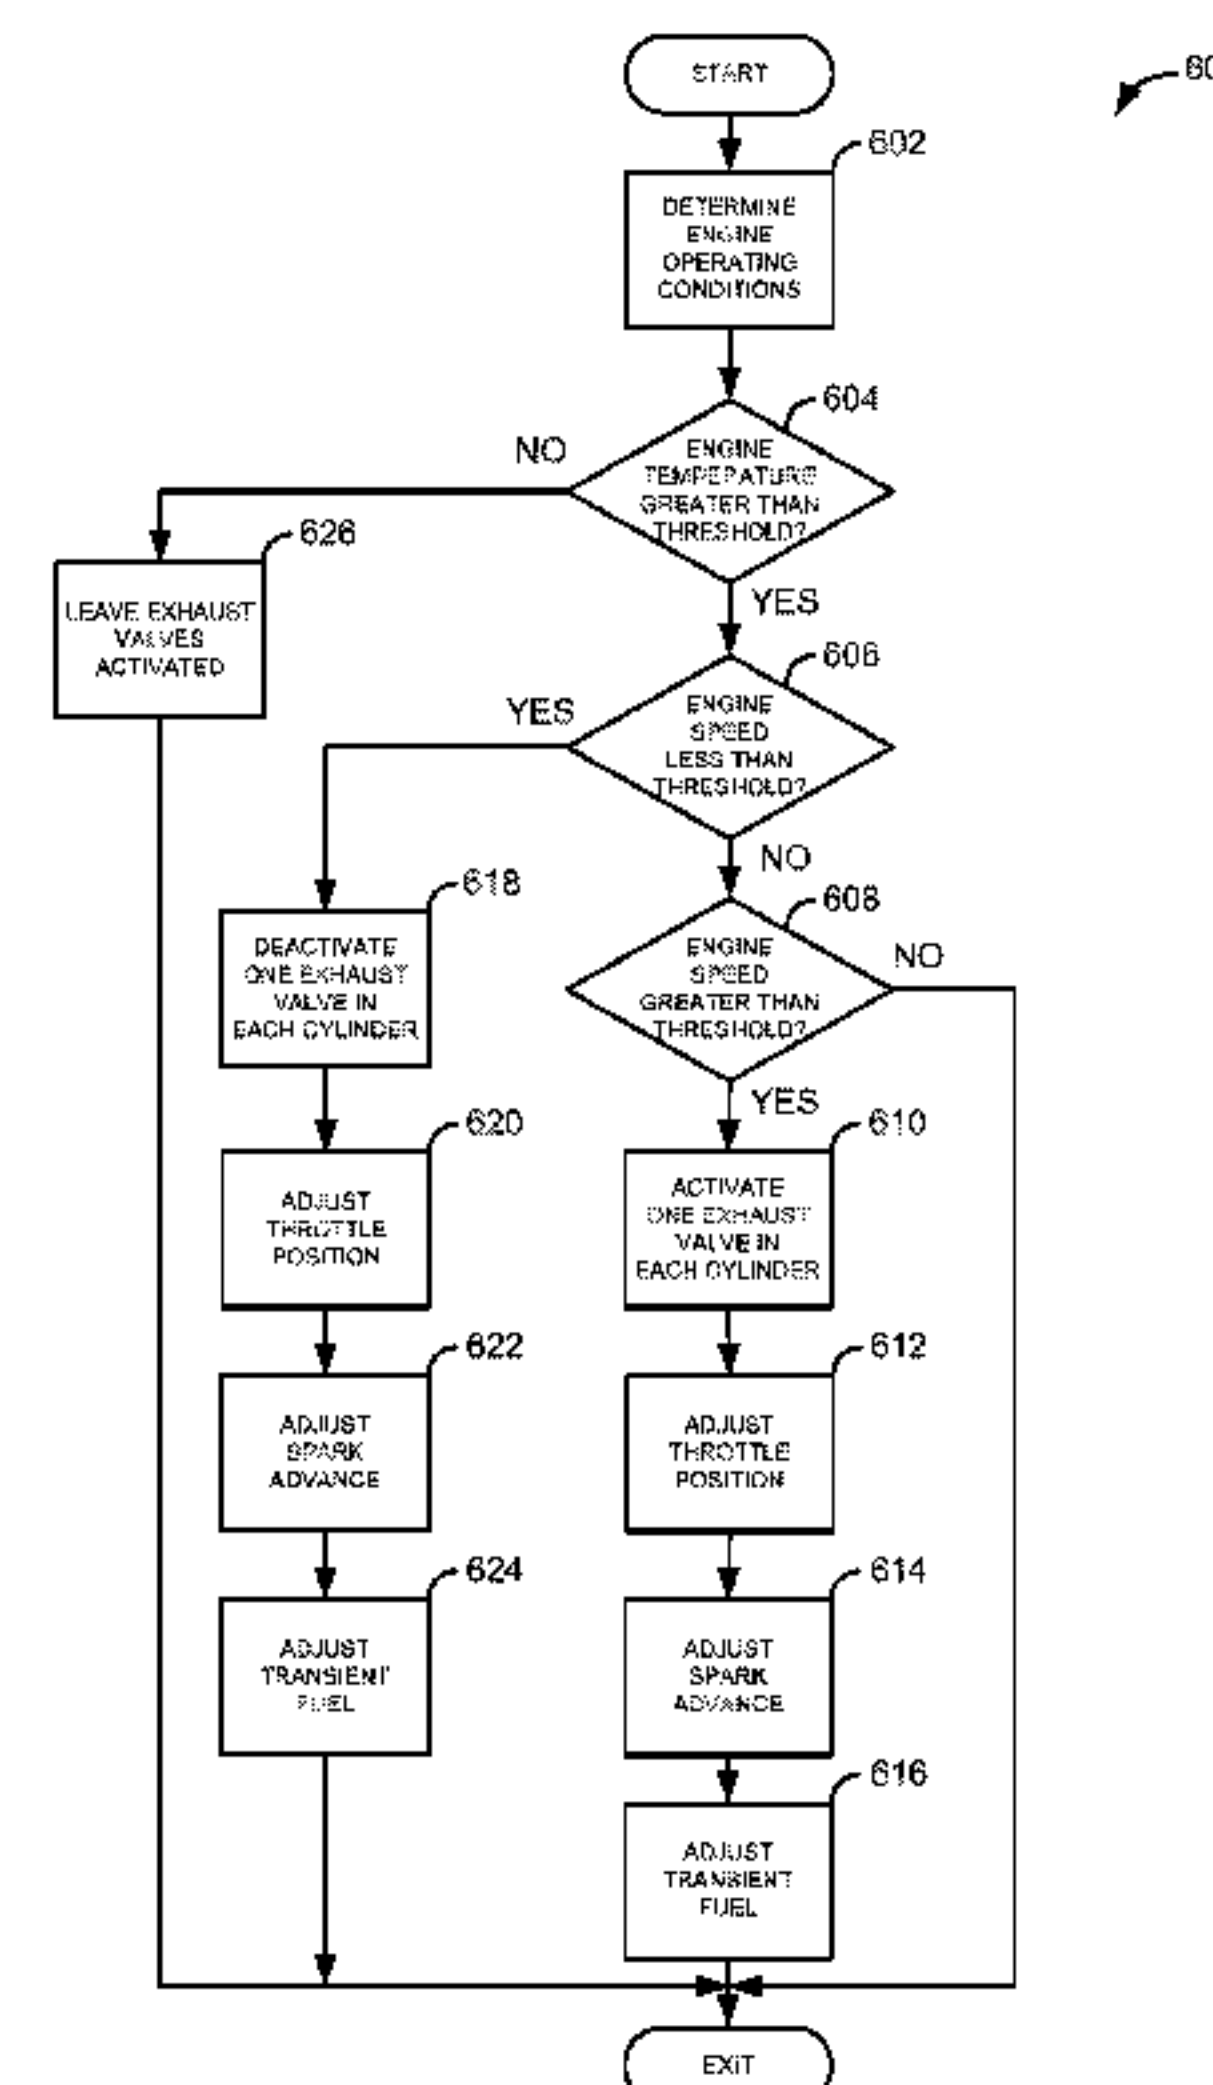 START
60
602
DETERMINE
ENGINE
OPERATING
CONDITIONS
604
NO
ENGINE
TEMPERATURE
GREATER THAN
THRESHOLD?
626
LEAVE EXHAUST
VALVES
ACTIVATED
YES
606
YES
ENGINE
SPEED
LESS THAN
THRESHOLD?
NO
618
608
DEACTIVATE
ONE EXHAUST
VALVE IN
EACH CYLINDER
ENGINE
SPEED
GREATER THAN
THRESHOLD?
NO
YES
620
610
ADJUST
THROTTLE
POSITION
ACTIVATE
ONE EXHAUST
VALVE IN
EACH CYLINDER
622
612
ADJUST
SPARK
ADVANCE
ADJUST
THROTTLE
POSITION
624
614
ADJUST
TRANSIENT
FUEL
ADJUST
SPARK
ADVANCE
616
ADJUST
TRANSIENT
FUEL
EXIT